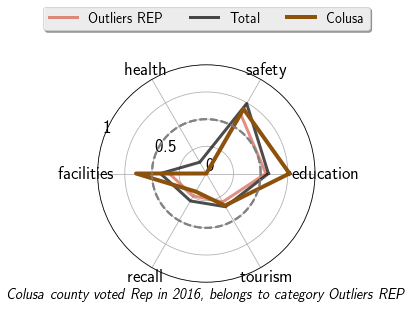 Outliers REP Total Colusa
health safety
1
0.5
0
facilities education
recall tourism
Colusa county voted Rep in 2016, belongs to category Outliers REP